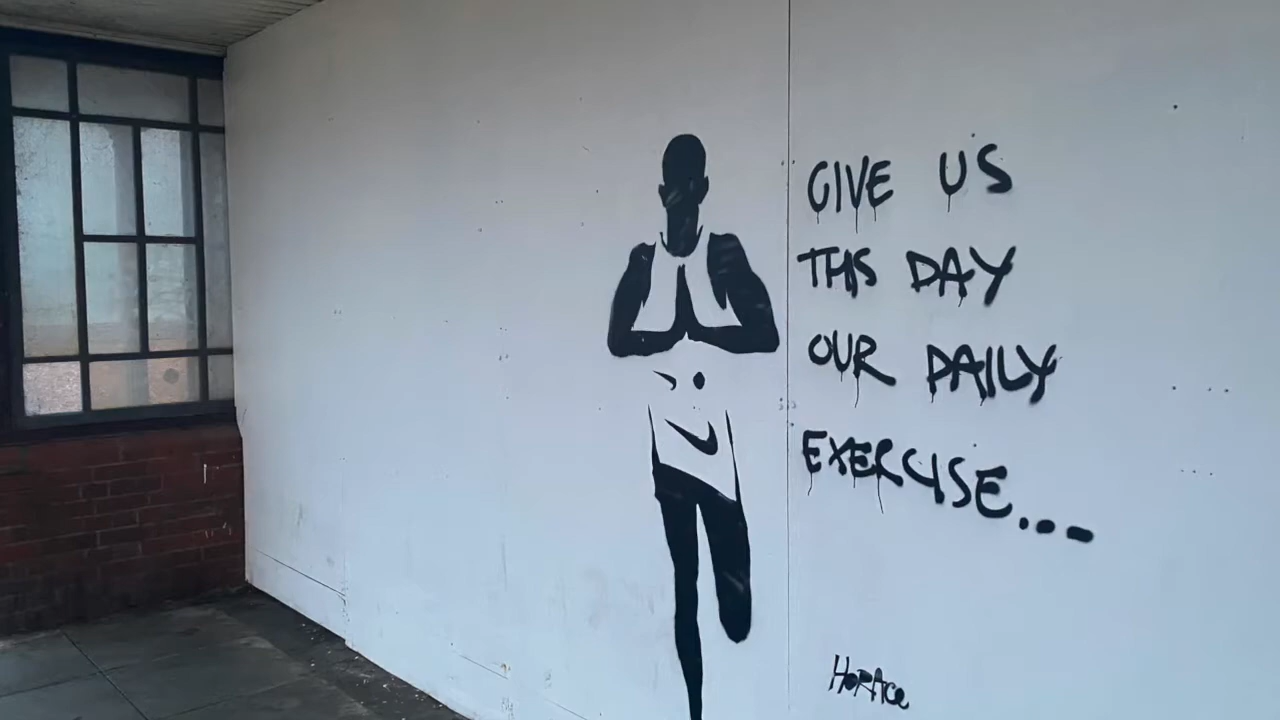 GIVE US
THIS DAY
OUR DAILY
EXERCISE...
HORACE